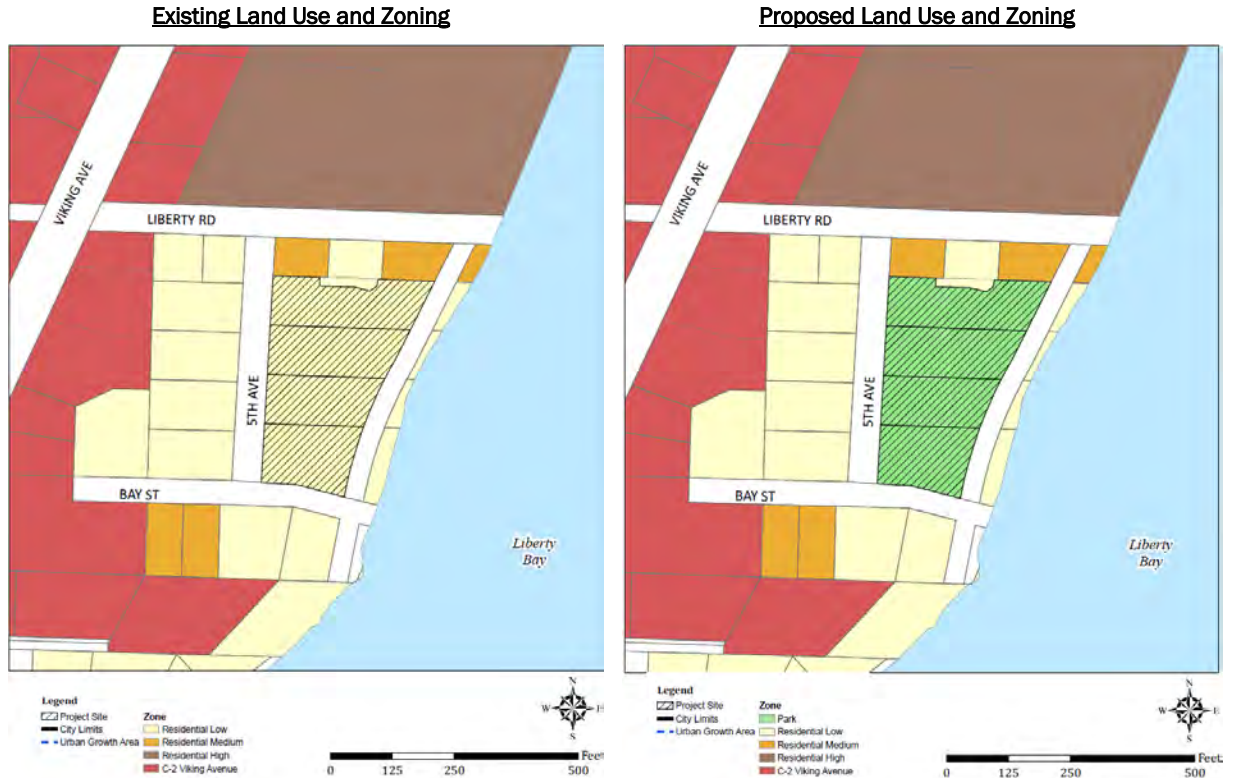 Existing Land Use and Zoning
VIKING AVE
LIBERTY RD
5TH AVE
BAY ST
Liberty
Bay
Legend
Project Site
City Limits
Urban Growth Area
Zone
Residential Low
Residential Medium
Residential High
C-2 Viking Avenue
N
W
E
S
Feet
0 125 250 500
Proposed Land Use and Zoning
VIKING AVE
LIBERTY RD
5TH AVE
BAY ST
Liberty
Bay
Legend
Project Site
City Limits
Urban Growth Area
Zone
Park
Residential Low
Residential Medium
Residential High
C-2 Viking Avenue
N
W
E
S
Feet
0 125 250 500